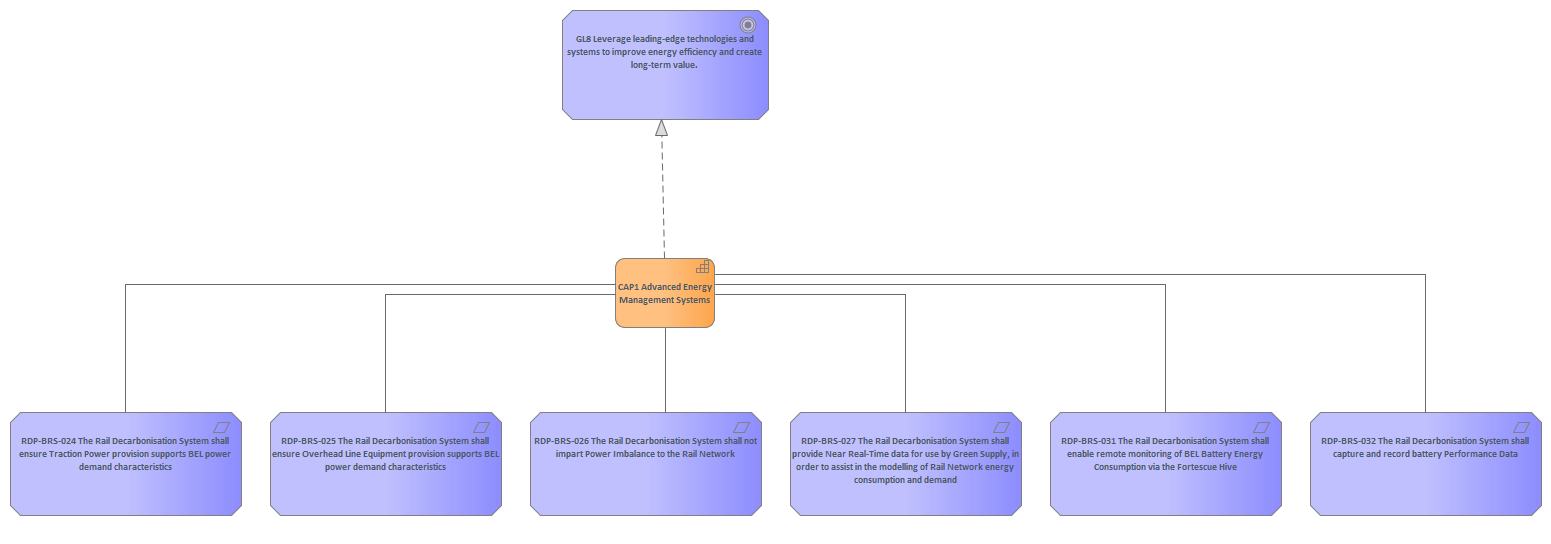 GL8 Leverage leading-edge technologies and
systems to improve energy efficiency and create
long-term value.
CAP1 Advanced Energy
Management Systems
RDP-BRS-024 The Rail Decarbonisation System shall
ensure Traction Power provision supports BEL power
demand characteristics
RDP-BRS-025 The Rail Decarbonisation System shall
ensure Overhead Line Equipment provision supports BEL
power demand characteristics
RDP-BRS-026 The Rail Decarbonisation System shall not
impart Power Imbalance to the Rail Network
RDP-BRS-027 The Rail Decarbonisation System shall
provide Near Real-Time data for use by Green Supply, in
order to assist in the modelling of Rail Network energy
consumption and demand
RDP-BRS-031 The Rail Decarbonisation System shall
enable remote monitoring of BEL Battery Energy
Consumption via the Fortescue Hive
RDP-BRS-032 The Rail Decarbonisation System shall
capture and record battery Performance Data